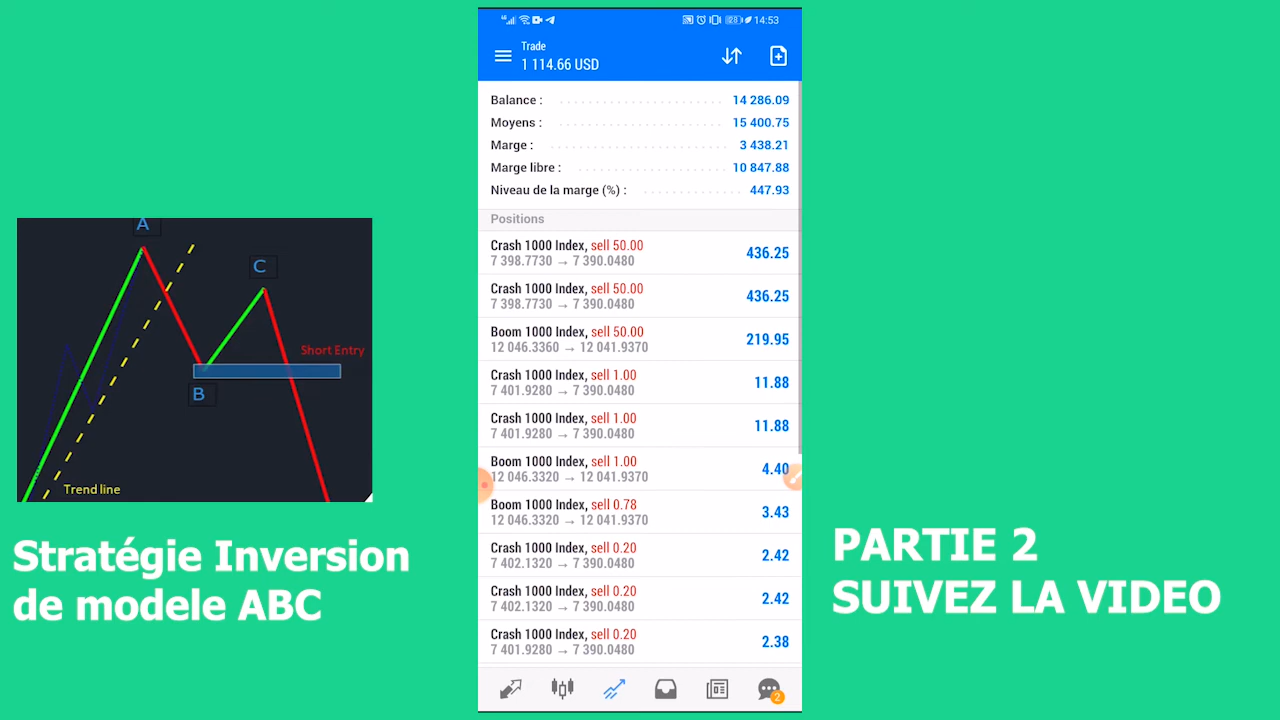 A
C
Short Entry
B
Trend line
Stratégie Inversion
de modele ABC
14:53
Trade
1 114.66 USD
Balance : 14 286.09
Moyens : 15 400.75
Marge : 3 438.21
Marge libre : 10 847.88
Niveau de la marge (%) : 447.93
Positions
Crash 1000 Index, sell 50.00
7 398.7730 → 7 390.0480
436.25
Crash 1000 Index, sell 50.00
7 398.7730 → 7 390.0480
436.25
Boom 1000 Index, sell 50.00
12 046.3360 → 12 041.9370
219.95
Crash 1000 Index, sell 1.00
7 401.9280 → 7 390.0480
11.88
Crash 1000 Index, sell 1.00
7 401.9280 → 7 390.0480
11.88
Boom 1000 Index, sell 1.00
12 046.3320 → 12 041.9370
4.40
Boom 1000 Index, sell 0.78
12 046.3320 → 12 041.9370
3.43
Crash 1000 Index, sell 0.20
7 402.1320 → 7 390.0480
2.42
Crash 1000 Index, sell 0.20
7 402.1320 → 7 390.0480
2.42
Crash 1000 Index, sell 0.20
7 401.9280 → 7 390.0480
2.38
2
PARTIE 2
SUIVEZ LA VIDEO